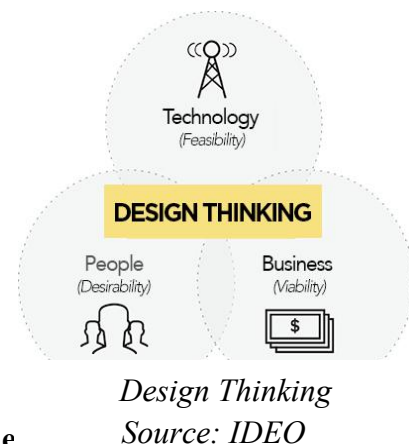 Technology
(Feasibility)
DESIGN THINKING
People
(Desirability)
Business
(Viability)
$
Design Thinking
e
Source: IDEO